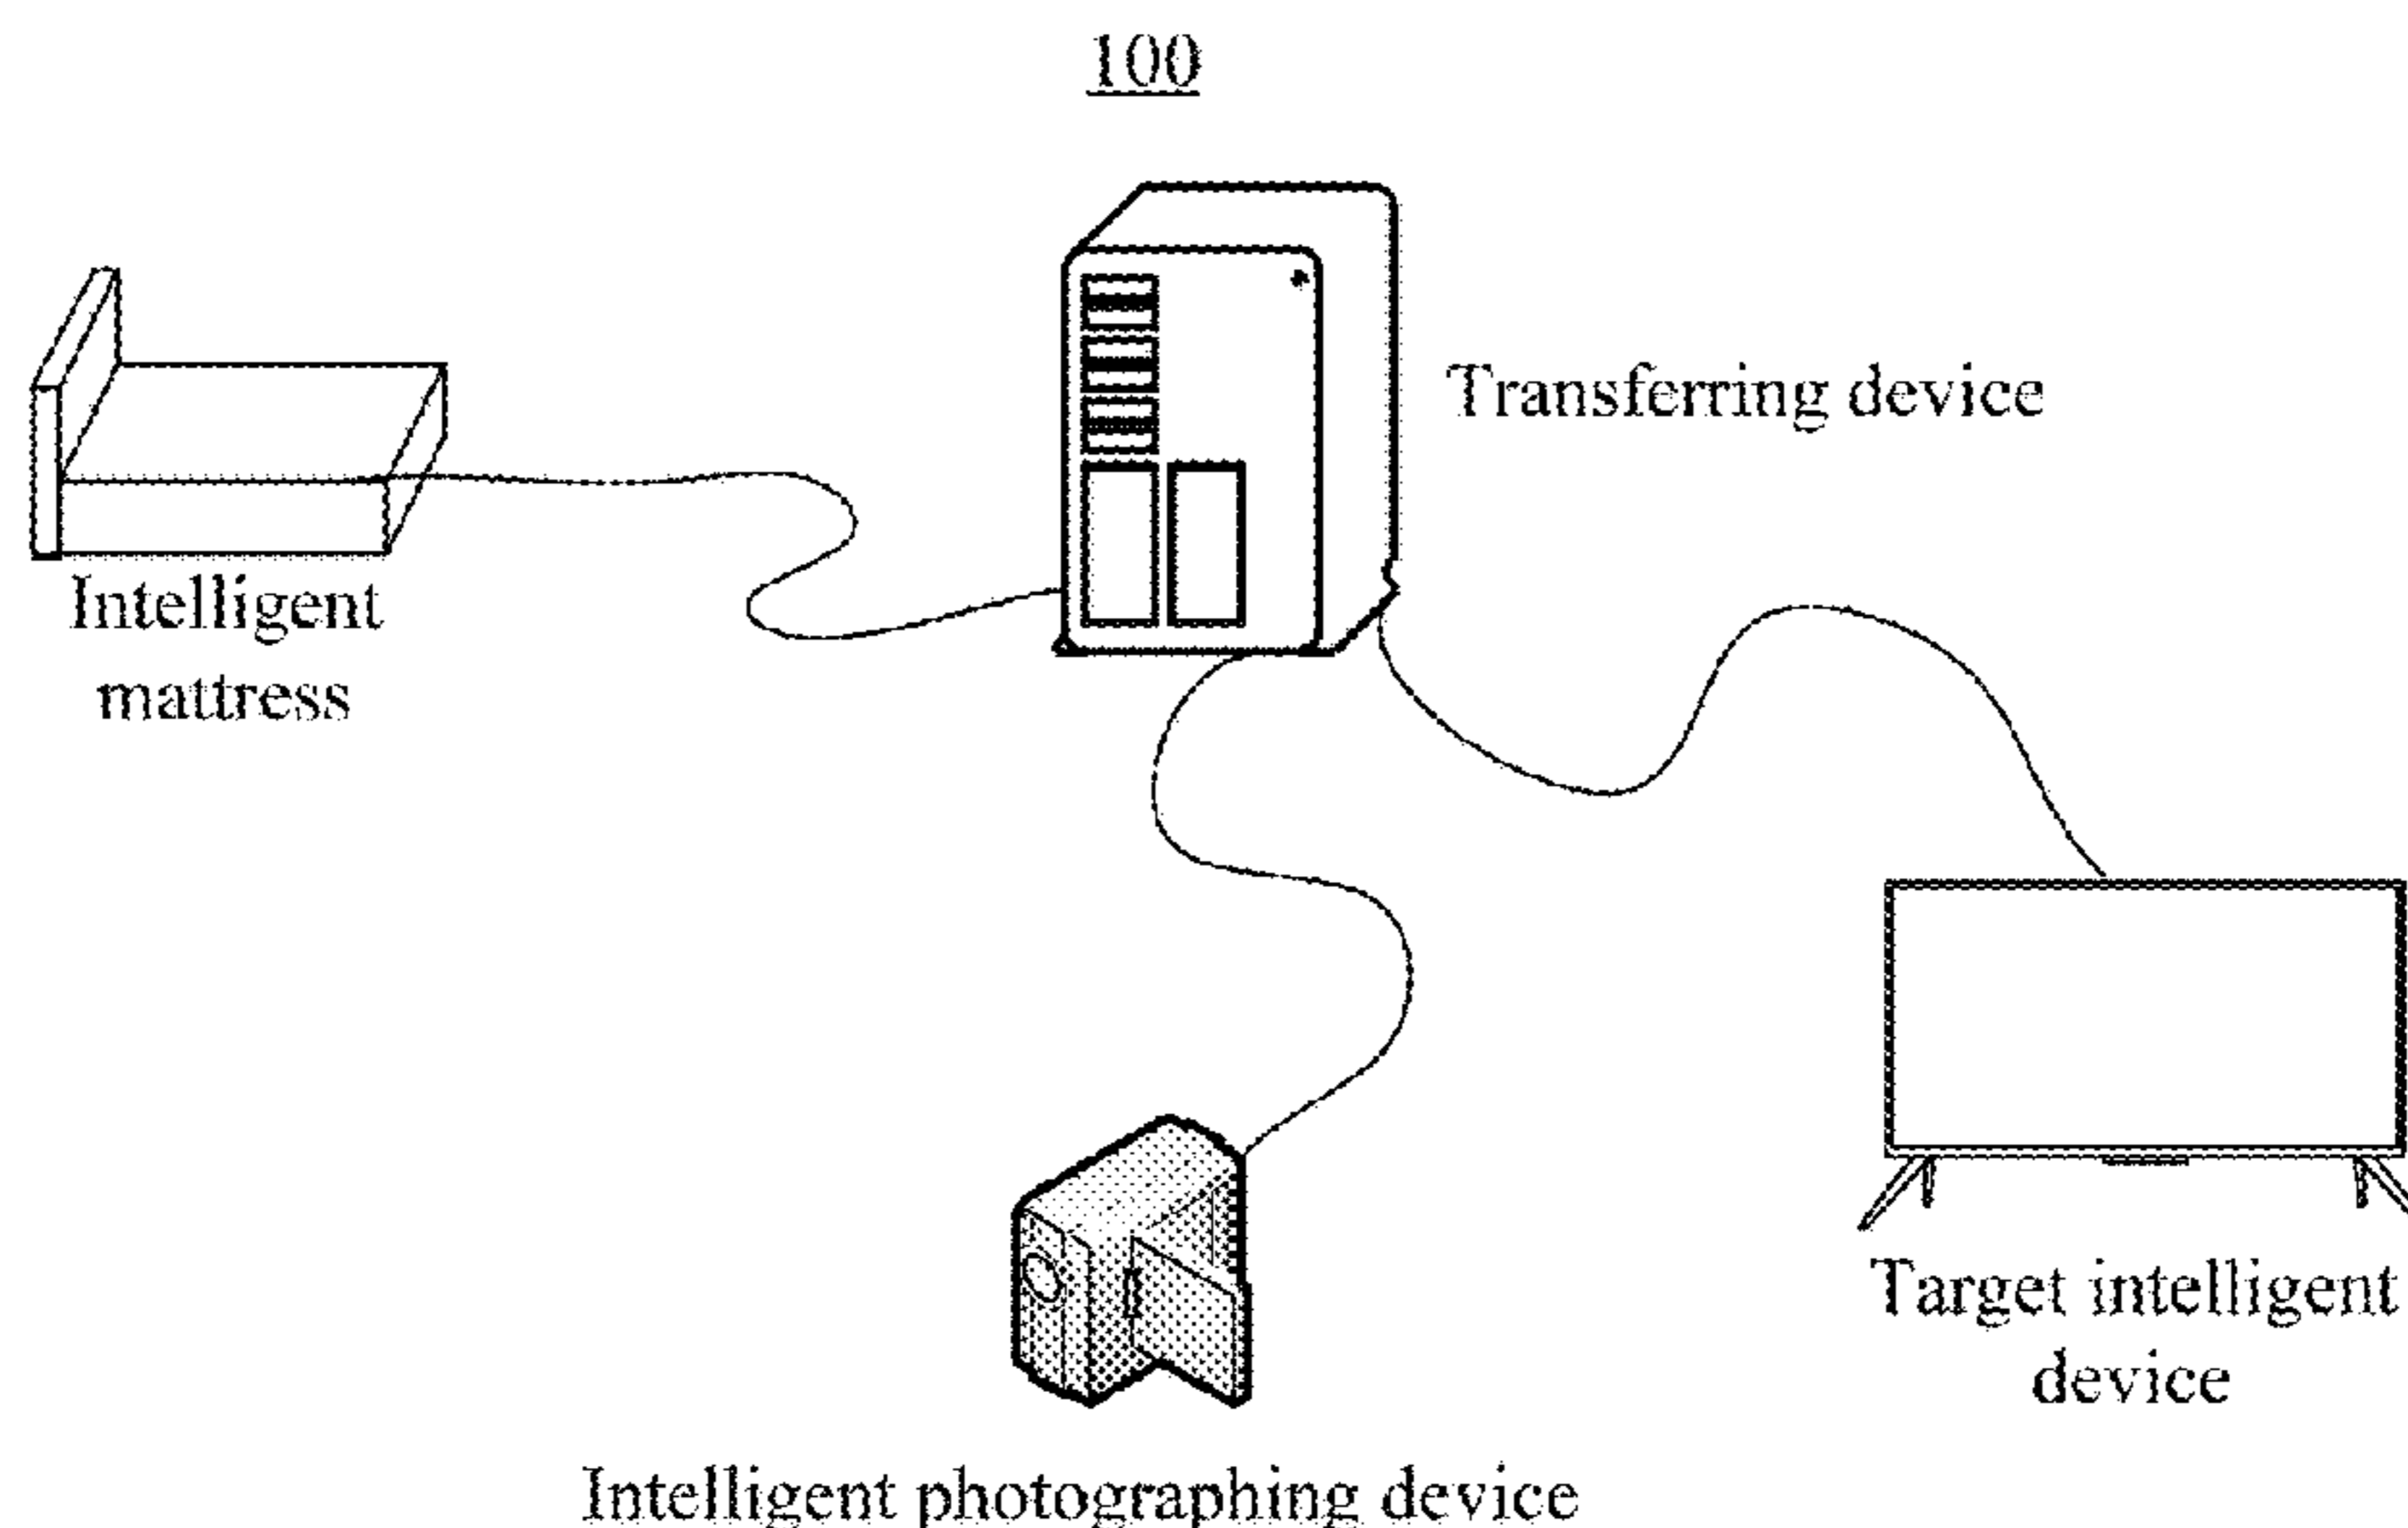 100
Transferring device
Intelligent
mattress
Target intelligent
device
Intelligent photographing device